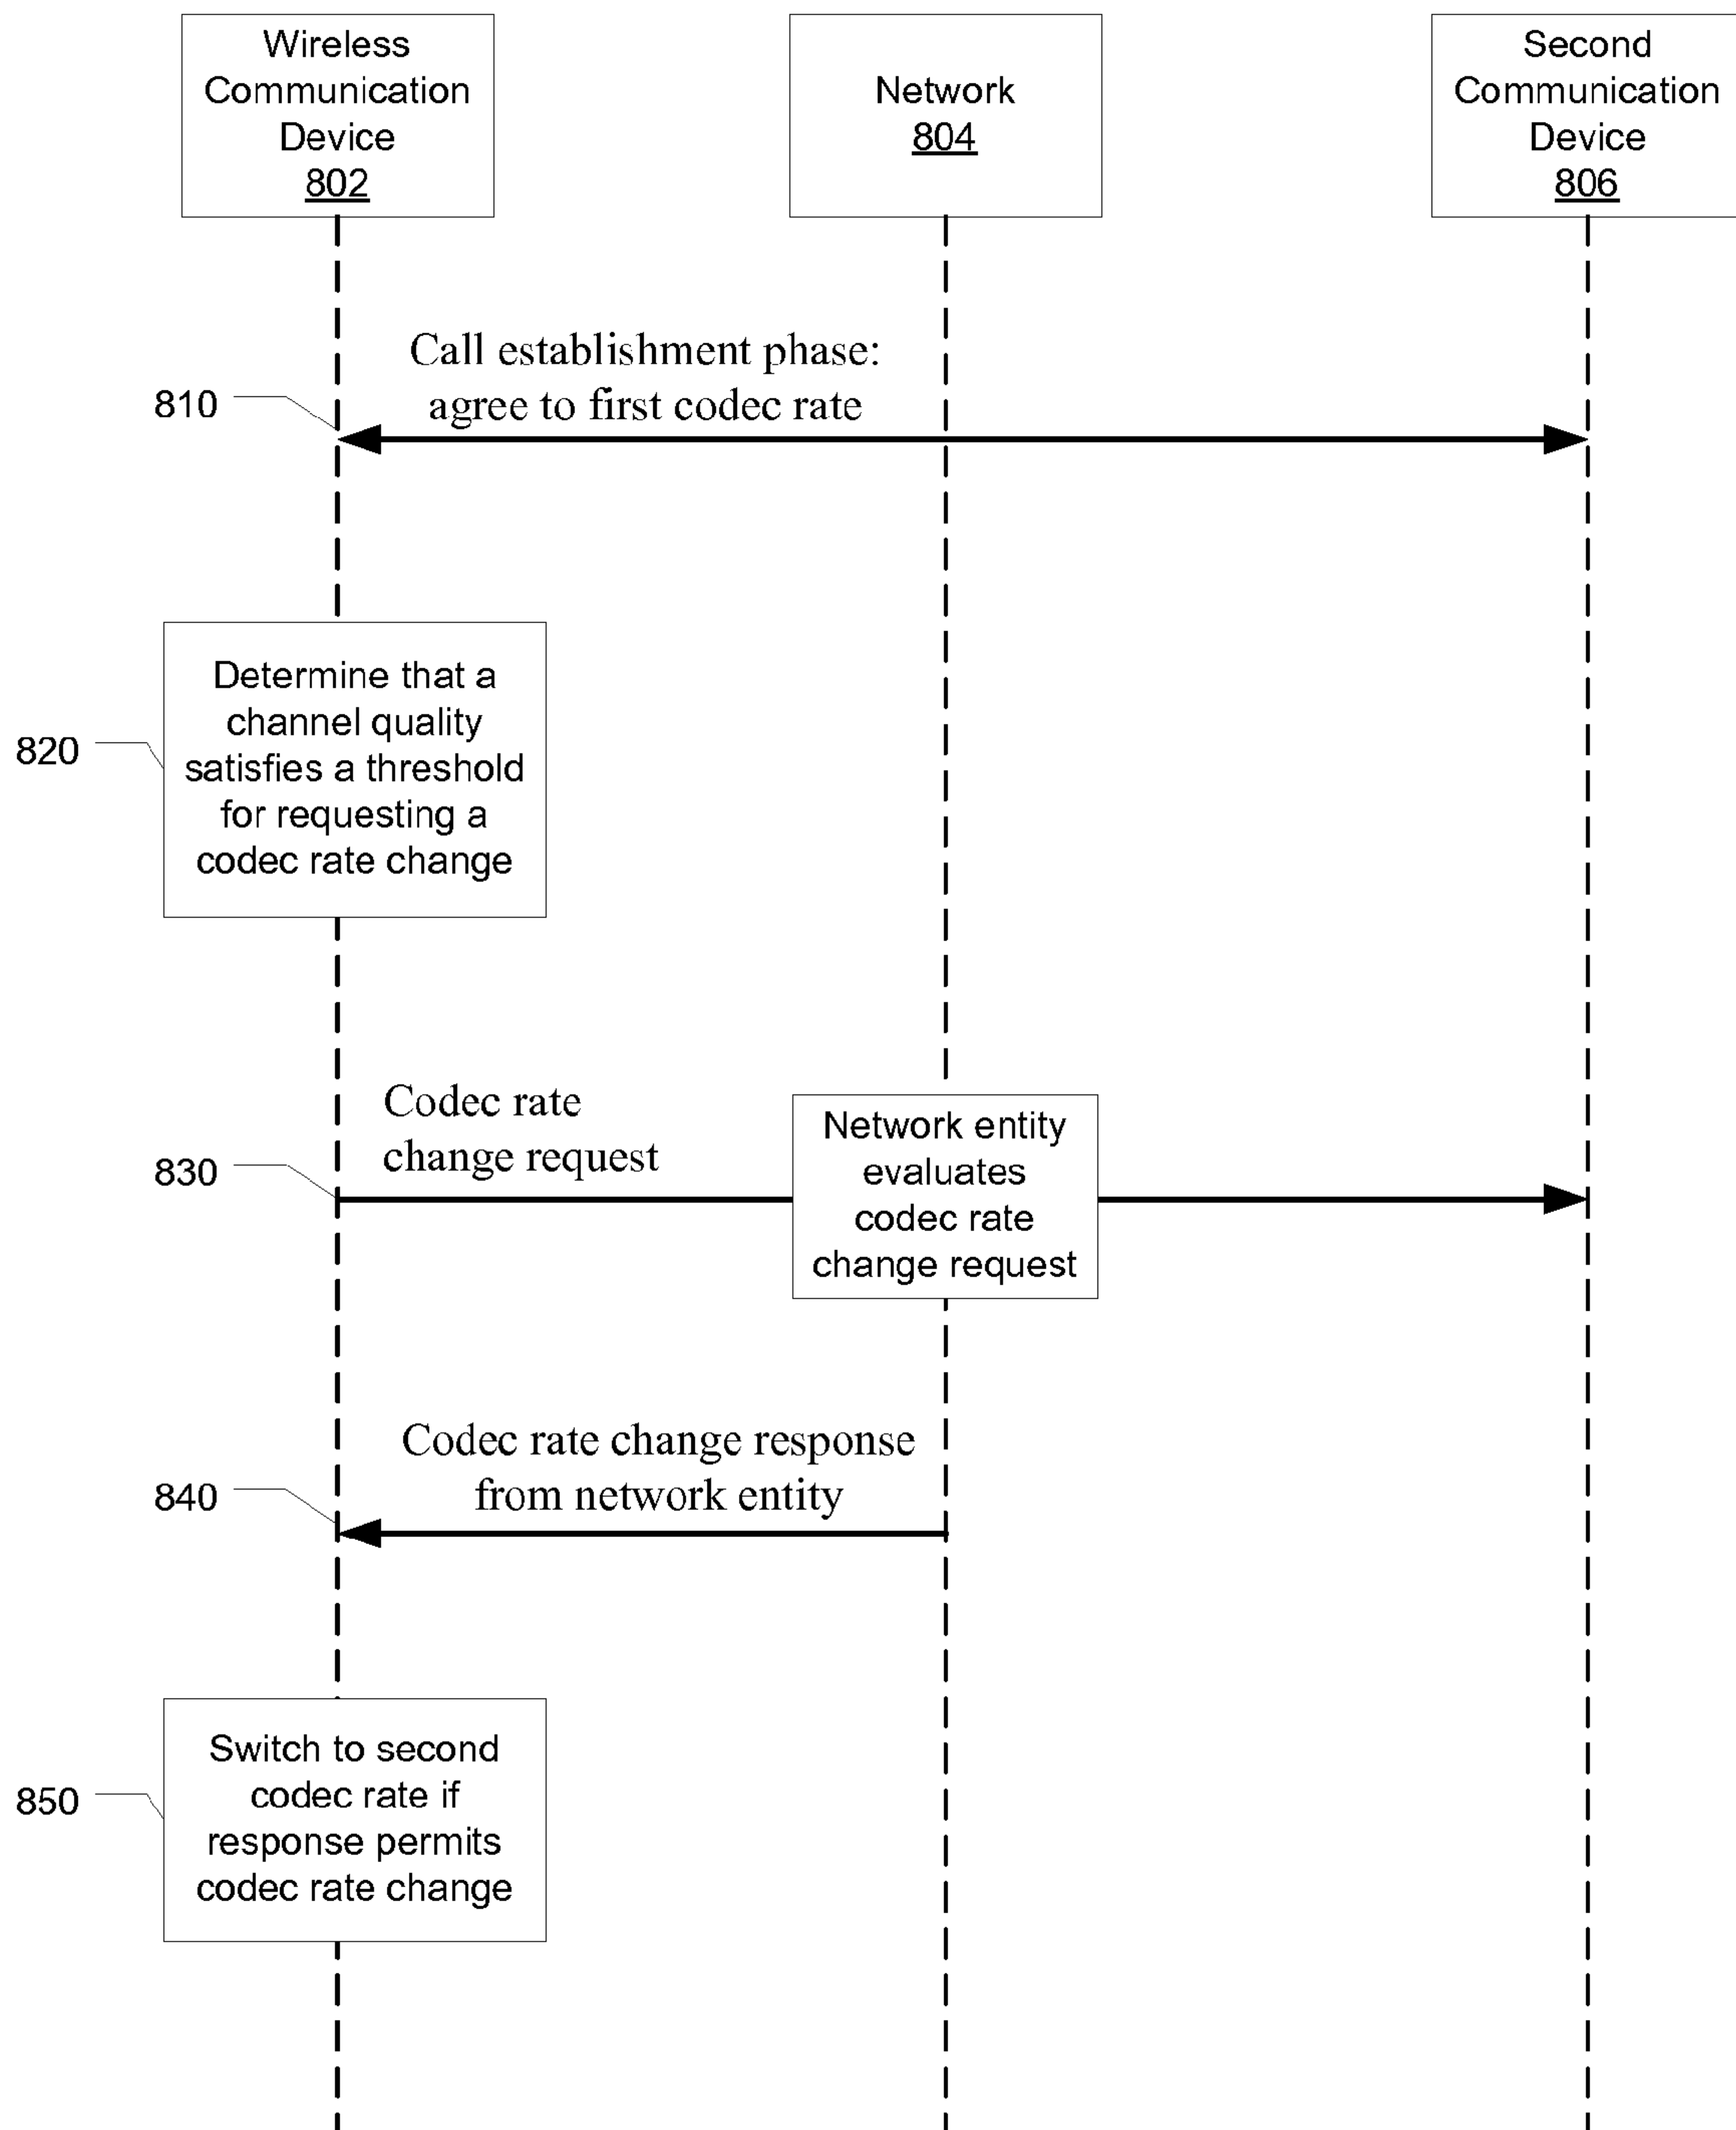 Wireless
Communication
Device
802
Network
804
Second
Communication
Device
806
Call establishment phase:
agree to first codec rate
810
Determine that a
channel quality
satisfies a threshold
for requesting a
codec rate change
820
Codec rate
change request
830
Network entity
evaluates
codec rate
change request
Codec rate change response
from network entity
840
Switch to second
codec rate if
response permits
codec rate change
850